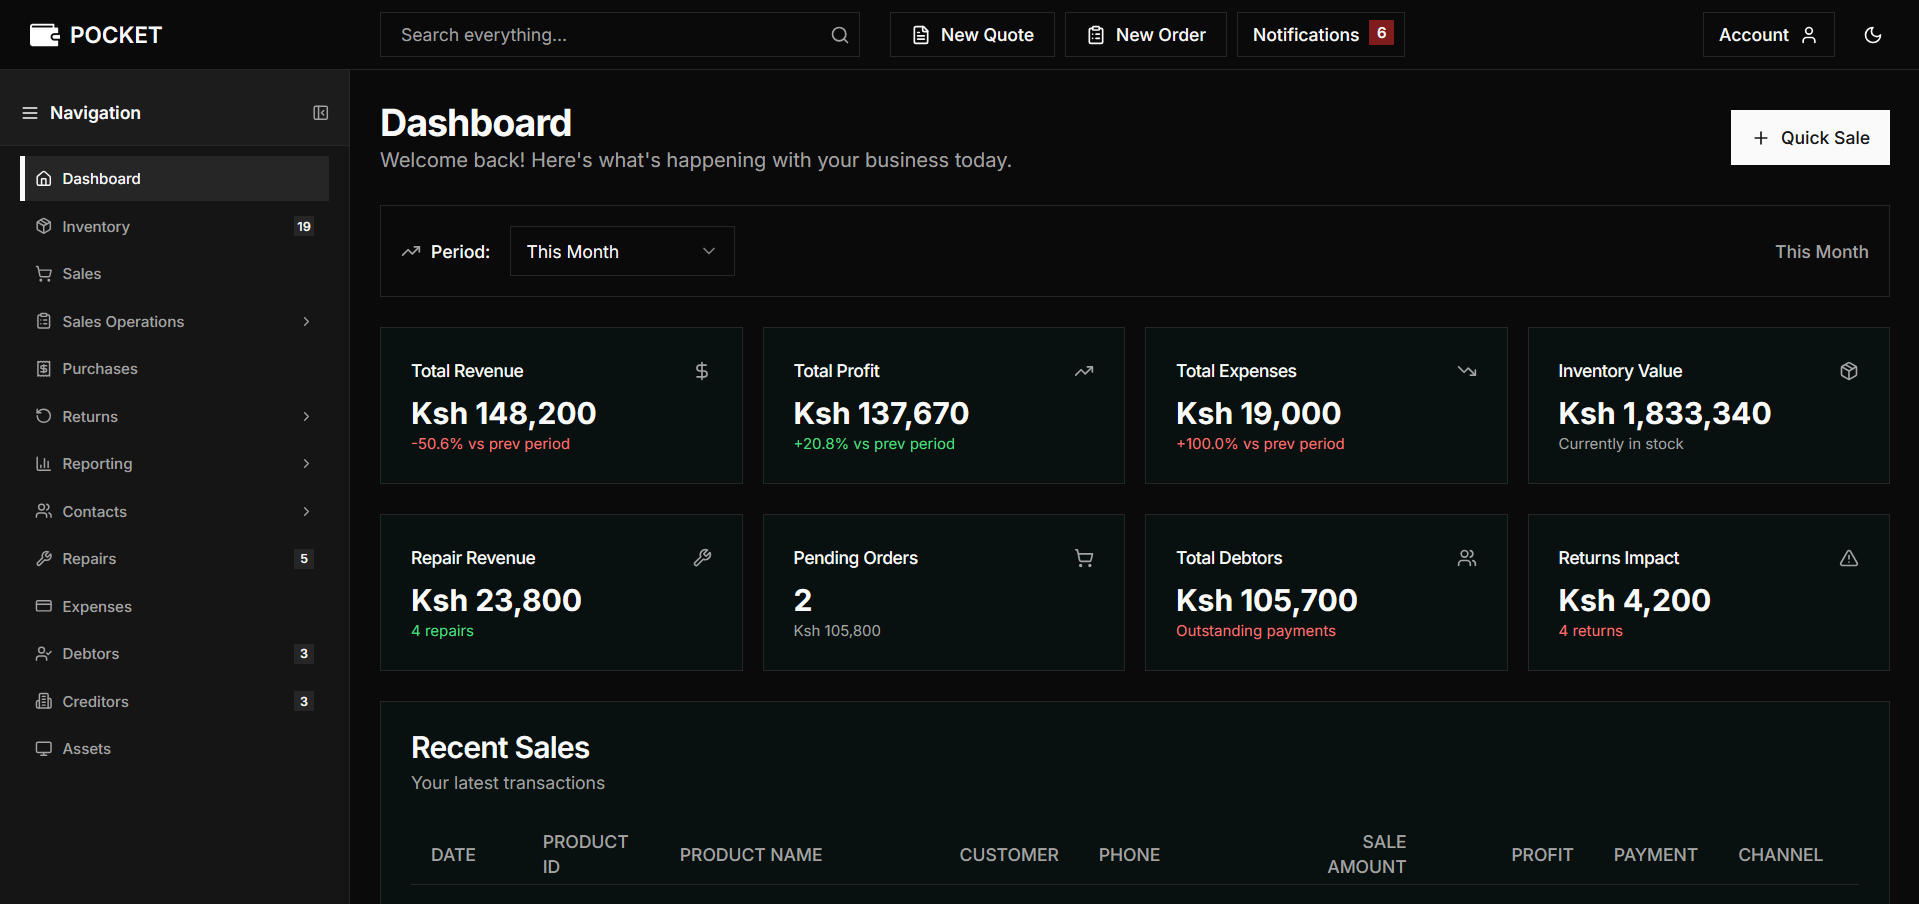 POCKET
Search everything...
New Quote
New Order
Notifications 6
Account
Navigation
Dashboard
Inventory 19
Sales
Sales Operations
Purchases
Returns
Reporting
Contacts
Repairs 5
Expenses
Debtors 3
Creditors 3
Assets
Dashboard
Welcome back! Here's what's happening with your business today.
Quick Sale
Period: This Month
This Month
Total Revenue
Ksh 148,200
-50.6% vs prev period
Total Profit
Ksh 137,670
+20.8% vs prev period
Total Expenses
Ksh 19,000
+100.0% vs prev period
Inventory Value
Ksh 1,833,340
Currently in stock
Repair Revenue
Ksh 23,800
4 repairs
Pending Orders
2
Ksh 105,800
Total Debtors
Ksh 105,700
Outstanding payments
Returns Impact
Ksh 4,200
4 returns
Recent Sales
Your latest transactions
DATE
PRODUCT
ID
PRODUCT NAME
CUSTOMER
PHONE
SALE
AMOUNT
PROFIT
PAYMENT
CHANNEL